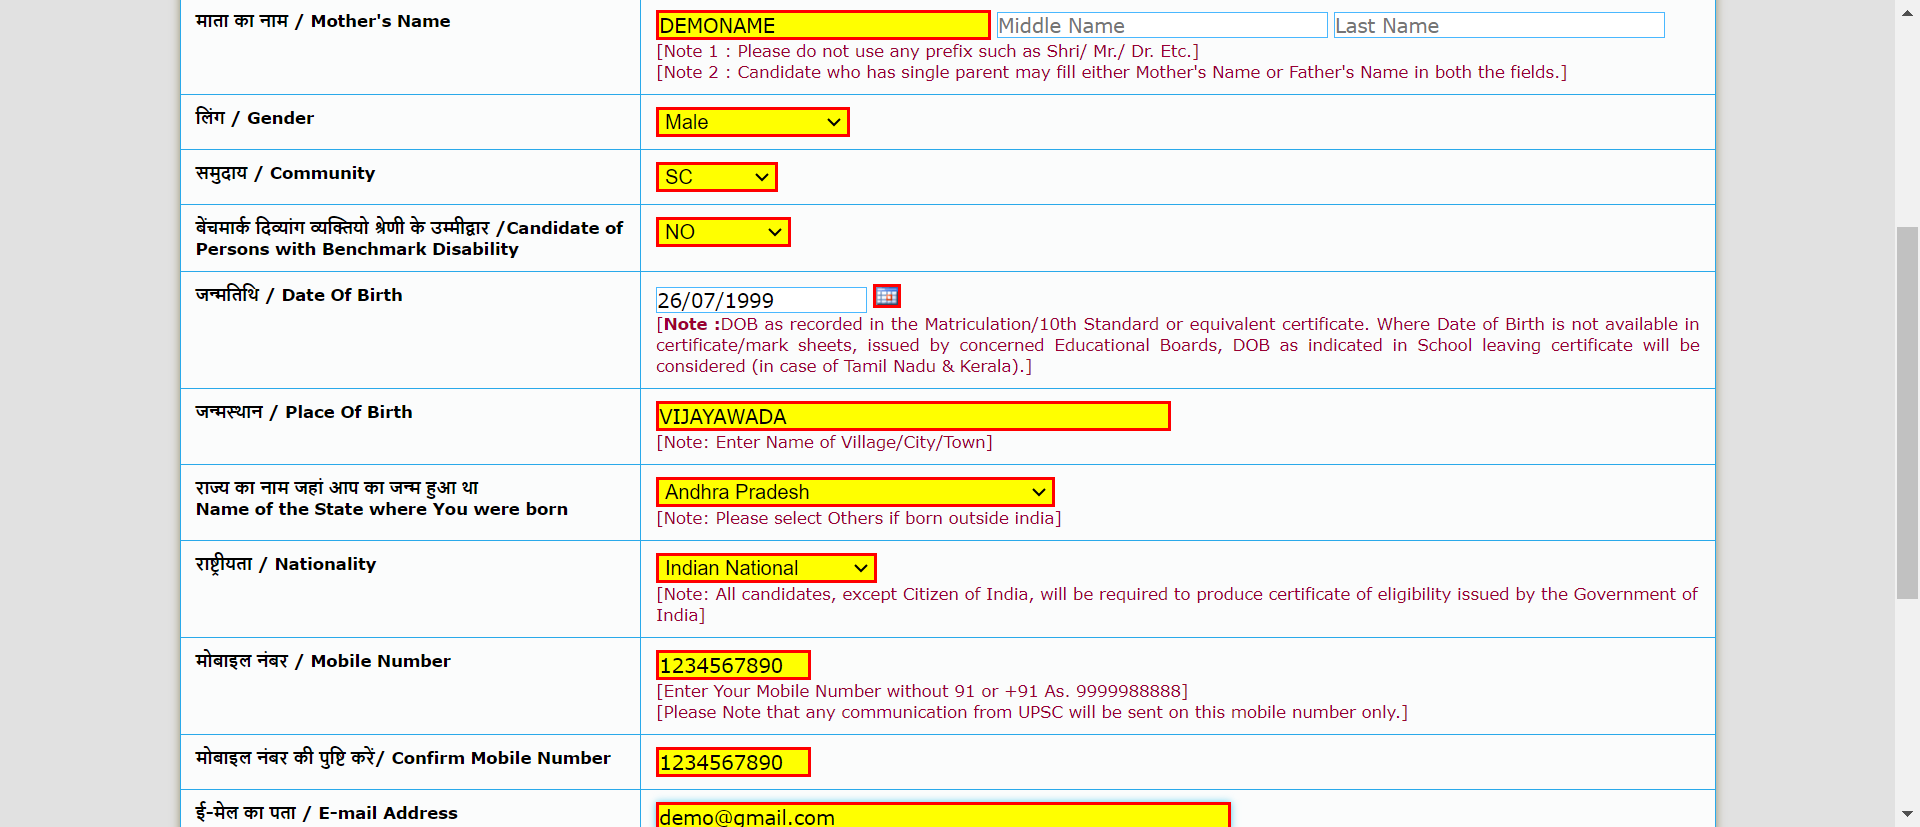 माता का नाम / Mother's Name
DEMONAME Middle Name Last Name
[Note 1 : Please do not use any prefix such as Shri/ Mr./ Dr. Etc.]
[Note 2 : Candidate who has single parent may fill either Mother's Name or Father's Name in both the fields.]
लिंग / Gender
Male
समुदाय / Community
SC
बेंचमार्क दिव्यांग व्यक्तियो श्रेणी के उम्मीद्वार /Candidate of
Persons with Benchmark Disability
NO
जन्मतिथि / Date Of Birth
26/07/1999
[Note :DOB as recorded in the Matriculation/10th Standard or equivalent certificate. Where Date of Birth is not available in
certificate/mark sheets, issued by concerned Educational Boards, DOB as indicated in School leaving certificate will be
considered (in case of Tamil Nadu & Kerala).]
जन्मस्थान / Place Of Birth
VIJAYAWADA
[Note: Enter Name of Village/City/Town]
राज्य का नाम जहां आप का जन्म हुआ था
Name of the State where You were born
Andhra Pradesh
[Note: Please select Others if born outside india]
राष्ट्रीयता / Nationality
Indian National
[Note: All candidates, except Citizen of India, will be required to produce certificate of eligibility issued by the Government of
India]
मोबाइल नंबर / Mobile Number
1234567890
[Enter Your Mobile Number without 91 or +91 As. 9999988888]
[Please Note that any communication from UPSC will be sent on this mobile number only.]
मोबाइल नंबर की पुष्टि करें/ Confirm Mobile Number
1234567890
ई-मेल का पता / E-mail Address
demo@gmail.com